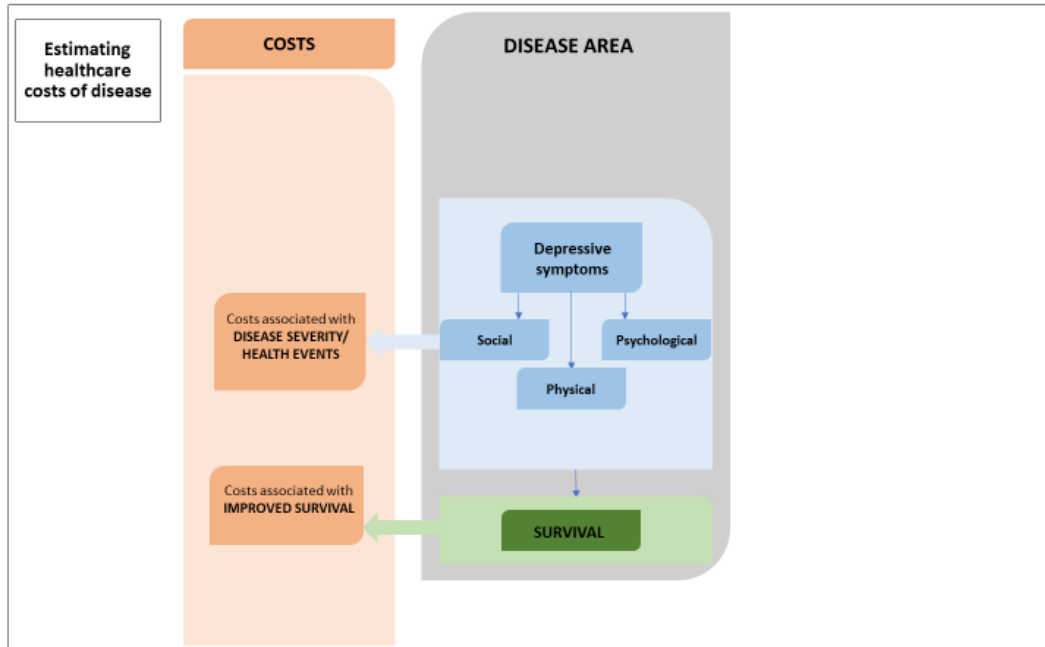 Estimating
healthcare
costs of disease
COSTS
DISEASE AREA
Depressive
symptoms
Costs associated with
DISEASE SEVERITY/
HEALTH EVENTS
Social
Psychological
Physical
Costs associated with
IMPROVED SURVIVAL
SURVIVAL